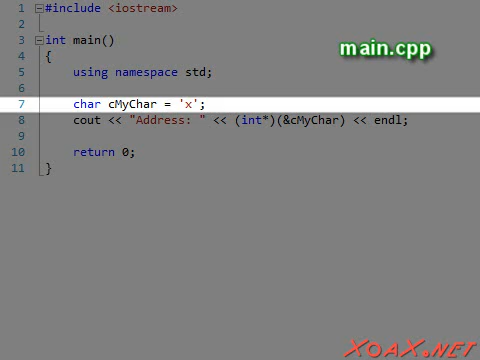 main.cpp
1 #include <iostream>
2
3 int main()
4 {
5 using namespace std;
6
7 char cMyChar = 'x';
8 cout << "Address: " << (int*)(&cMyChar) << endl;
9
10 return 0;
11 }
XOAX.NET